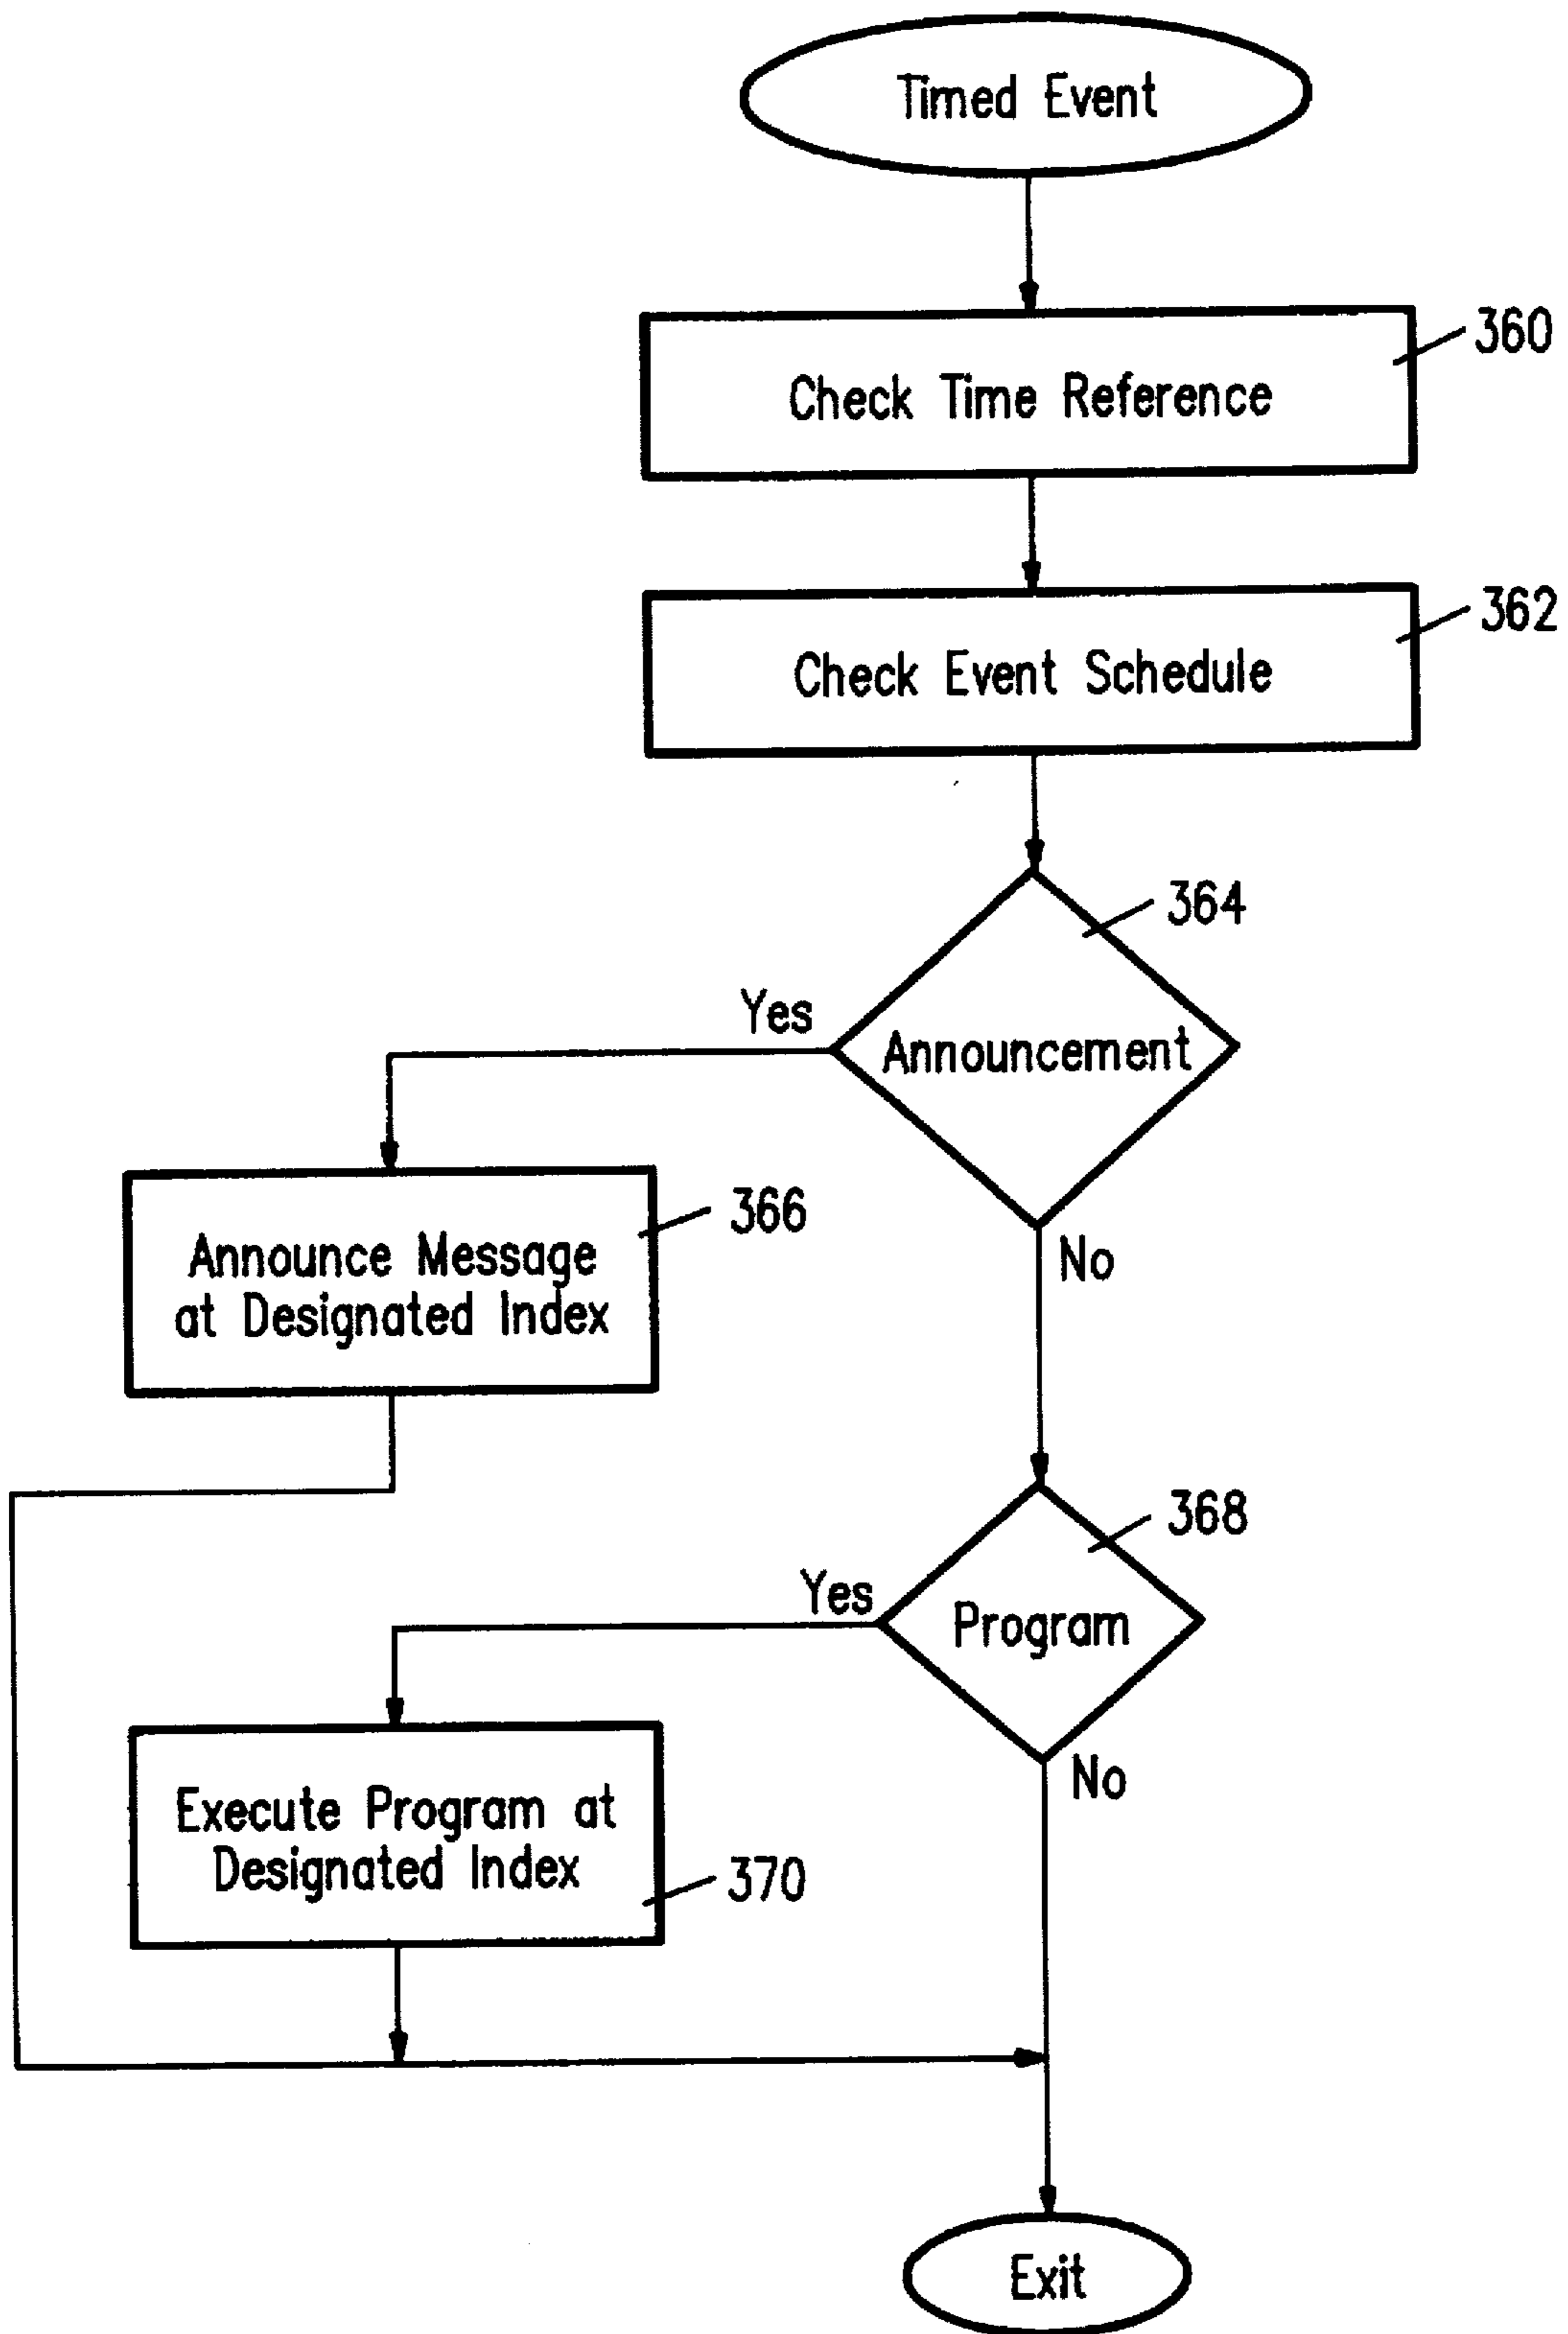 Timed Event
360
Check Time Reference
362
Check Event Schedule
364
Yes
Announcement
366
Announce Message
at Designated Index
No
368
Yes
Program
No
Execute Program at
Designated Index
370
Exit